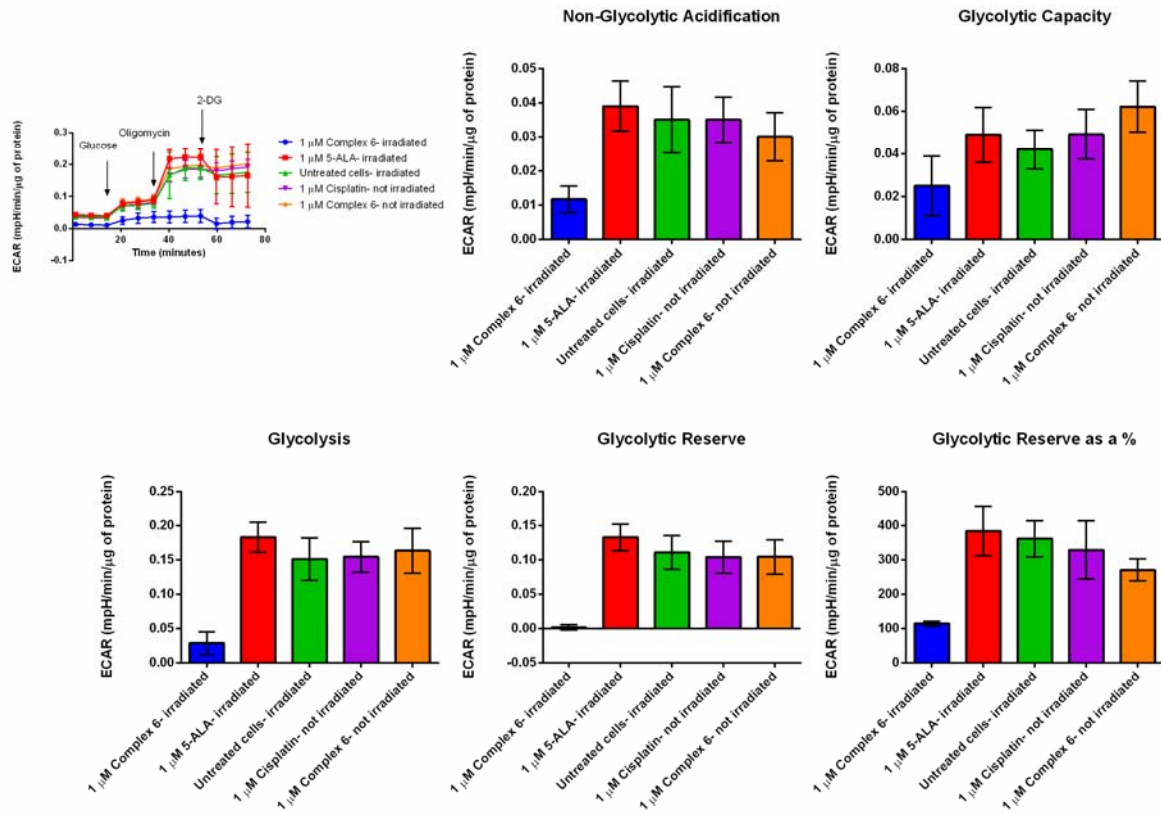 Non-Glycolytic Acidification
Glycolytic Capacity
ECAR (mpH/min/µg of protein)
0.3
0.2
0.1
0.0
-0.1
Glucose
Oligomycin
2-DG
20
40
60
80
Time (minutes)
1 µM Complex 6- irradiated
1 µM 5-ALA- irradiated
Untreated cells- irradiated
1 µM Cisplatin- not irradiated
1 µM Complex 6- not irradiated
ECAR (mpH/min/µg of protein)
0.05
0.04
0.03
0.02
0.01
0.00
1 µM Complex 6- irradiated
1 µM 5-ALA- irradiated
Untreated cells- irradiated
1 µM Cisplatin- not irradiated
1 µM Complex 6- not irradiated
ECAR (mpH/min/µg of protein)
0.08
0.06
0.04
0.02
0.00
1 µM Complex 6- irradiated
1 µM 5-ALA- irradiated
Untreated cells- irradiated
1 µM Cisplatin- not irradiated
1 µM Complex 6- not irradiated
Glycolysis
ECAR (mpH/min/µg of protein)
0.25
0.20
0.15
0.10
0.05
0.00
1 µM Complex 6- irradiated
1 µM 5-ALA- irradiated
Untreated cells- irradiated
1 µM Cisplatin- not irradiated
1 µM Complex 6- not irradiated
Glycolytic Reserve
ECAR (mpH/min/µg of protein)
0.20
0.15
0.10
0.05
0.00
-0.05
1 µM Complex 6- irradiated
1 µM 5-ALA- irradiated
Untreated cells- irradiated
1 µM Cisplatin- not irradiated
1 µM Complex 6- not irradiated
Glycolytic Reserve as a %
ECAR (mpH/min/µg of protein)
500
400
300
200
100
0
1 µM Complex 6- irradiated
1 µM 5-ALA- irradiated
Untreated cells- irradiated
1 µM Cisplatin- not irradiated
1 µM Complex 6- not irradiated